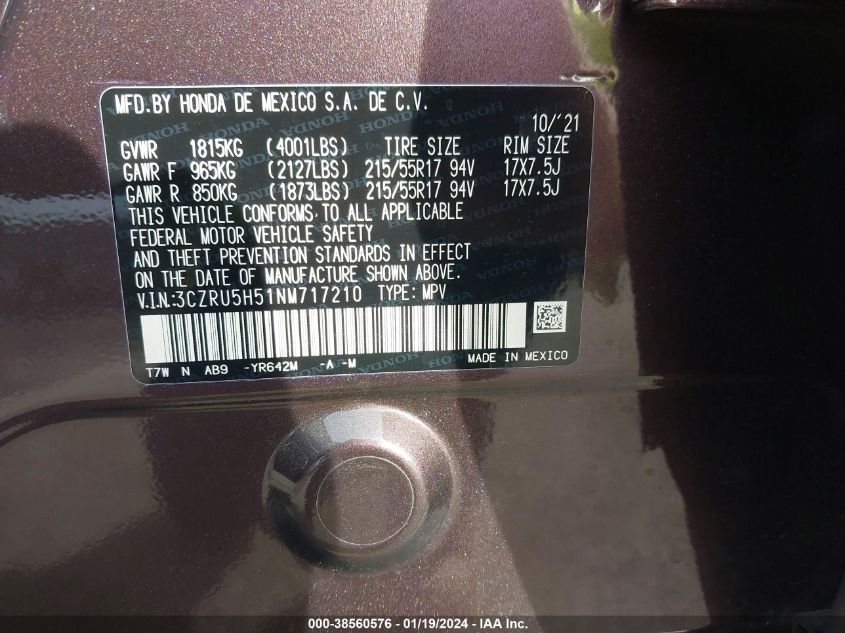 MFD.BY HONDA DE MEXICO S.A. DE C.V.
10/'21
GVWR 1815KG (4001LBS) TIRE SIZE RIM SIZE
GAWR F 965KG (2127LBS) 215/55R17 94V 17X7.5J
GAWR R 850KG (1873LBS) 215/55R17 94V 17X7.5J
THIS VEHICLE CONFORMS TO ALL APPLICABLE
FEDERAL MOTOR VEHICLE SAFETY
AND THEFT PREVENTION STANDARDS IN EFFECT
ON THE DATE OF MANUFACTURE SHOWN ABOVE.
V.I.N:3CZRU5H51NM717210 TYPE: MPV
T7W N AB9 -YR642M -A -M MADE IN MEXICO
000-38560576 - 01/19/2024 - IAA Inc.